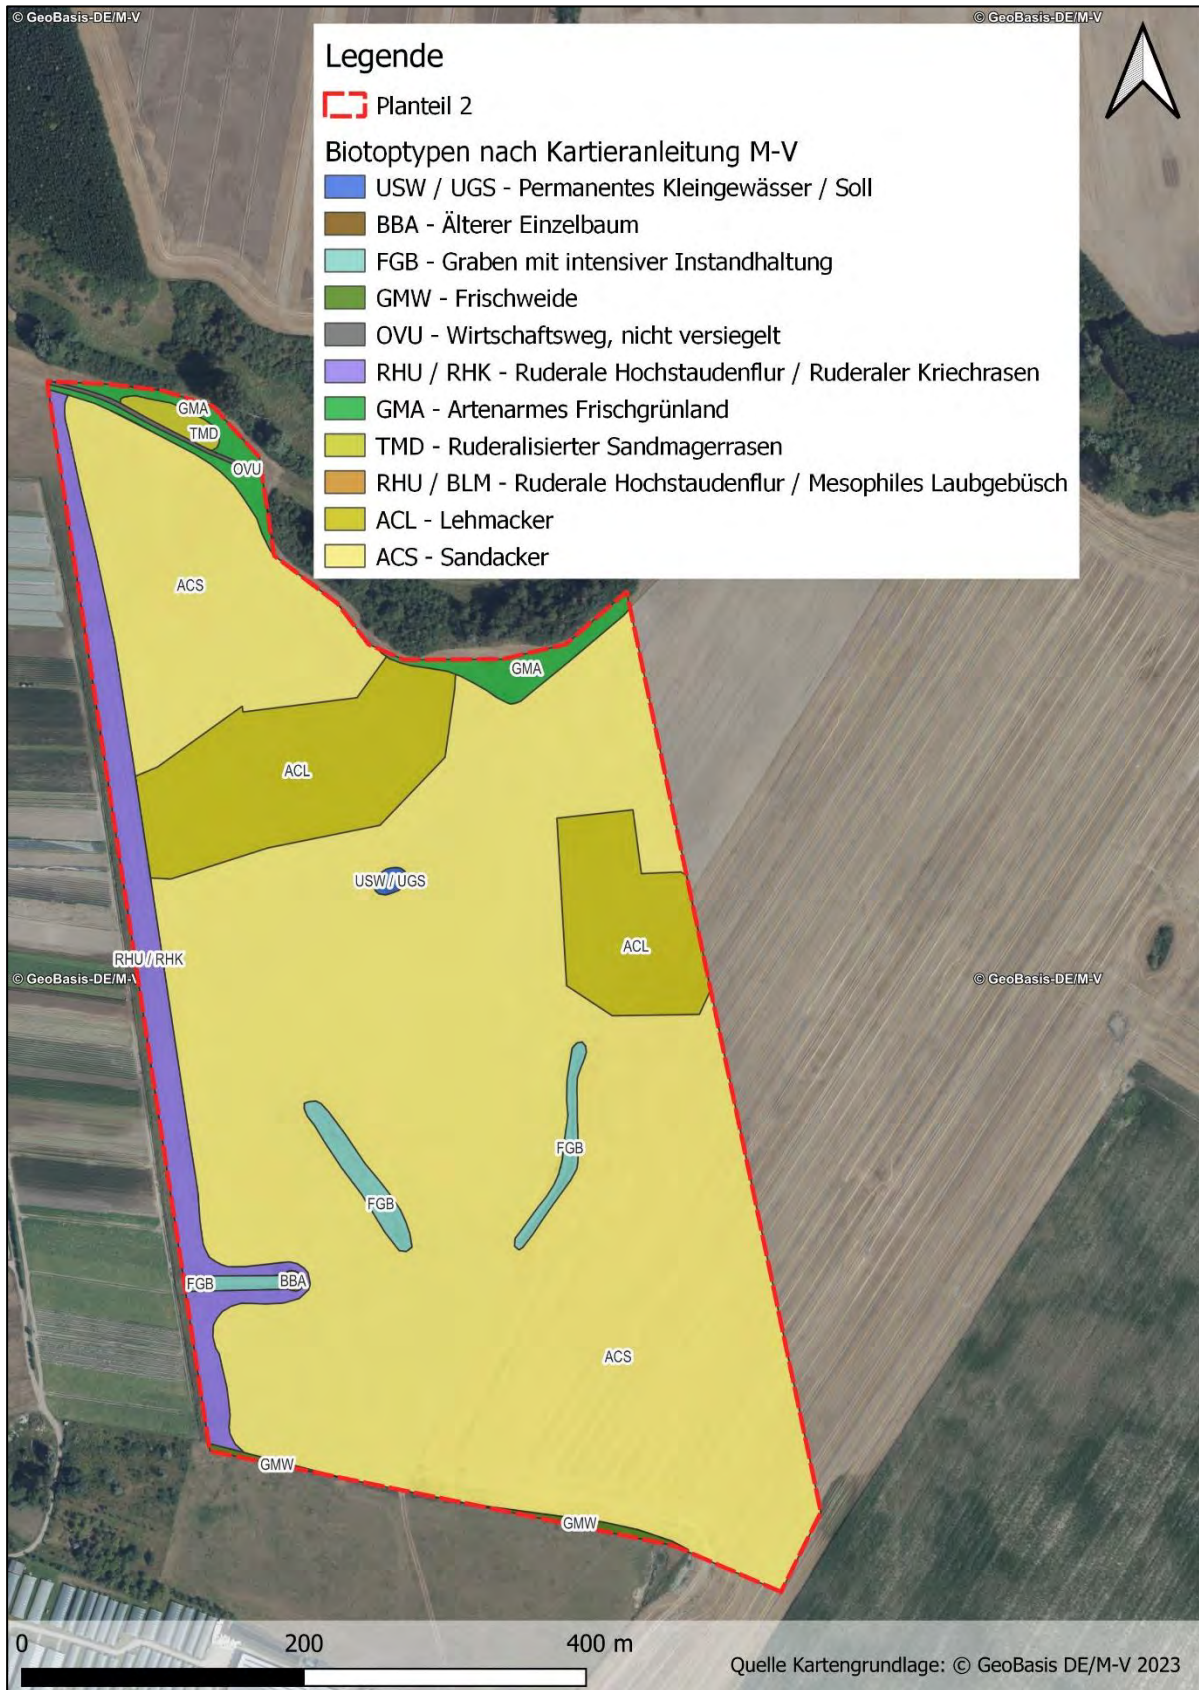 © GeoBasis-DE/M-V
© GeoBasis-DE/M-V
Legende
Planteil 2
Biotoptypen nach Kartieranleitung M-V
USW / UGS - Permanentes Kleingewässer / Soll
BBA - Älterer Einzelbaum
FGB - Graben mit intensiver Instandhaltung
GMW - Frischweide
OVU - Wirtschaftsweg, nicht versiegelt
RHU / RHK - Ruderale Hochstaudenflur / Ruderaler Kriechrasen
GMA - Artenarmes Frischgrünland
TMD - Ruderalisierter Sandmagerrasen
RHU / BLM - Ruderale Hochstaudenflur / Mesophiles Laubgebüsch
ACL - Lehmacker
ACS - Sandacker
GMA
TMD
OVU
ACS
GMA
ACL
USW / UGS
ACL
RHU / RHK
© GeoBasis-DE/M-V
© GeoBasis-DE/M-V
FGB
FGB
FGB
BBA
ACS
GMW
GMW
0 200 400 m
Quelle Kartengrundlage: © GeoBasis DE/M-V 2023